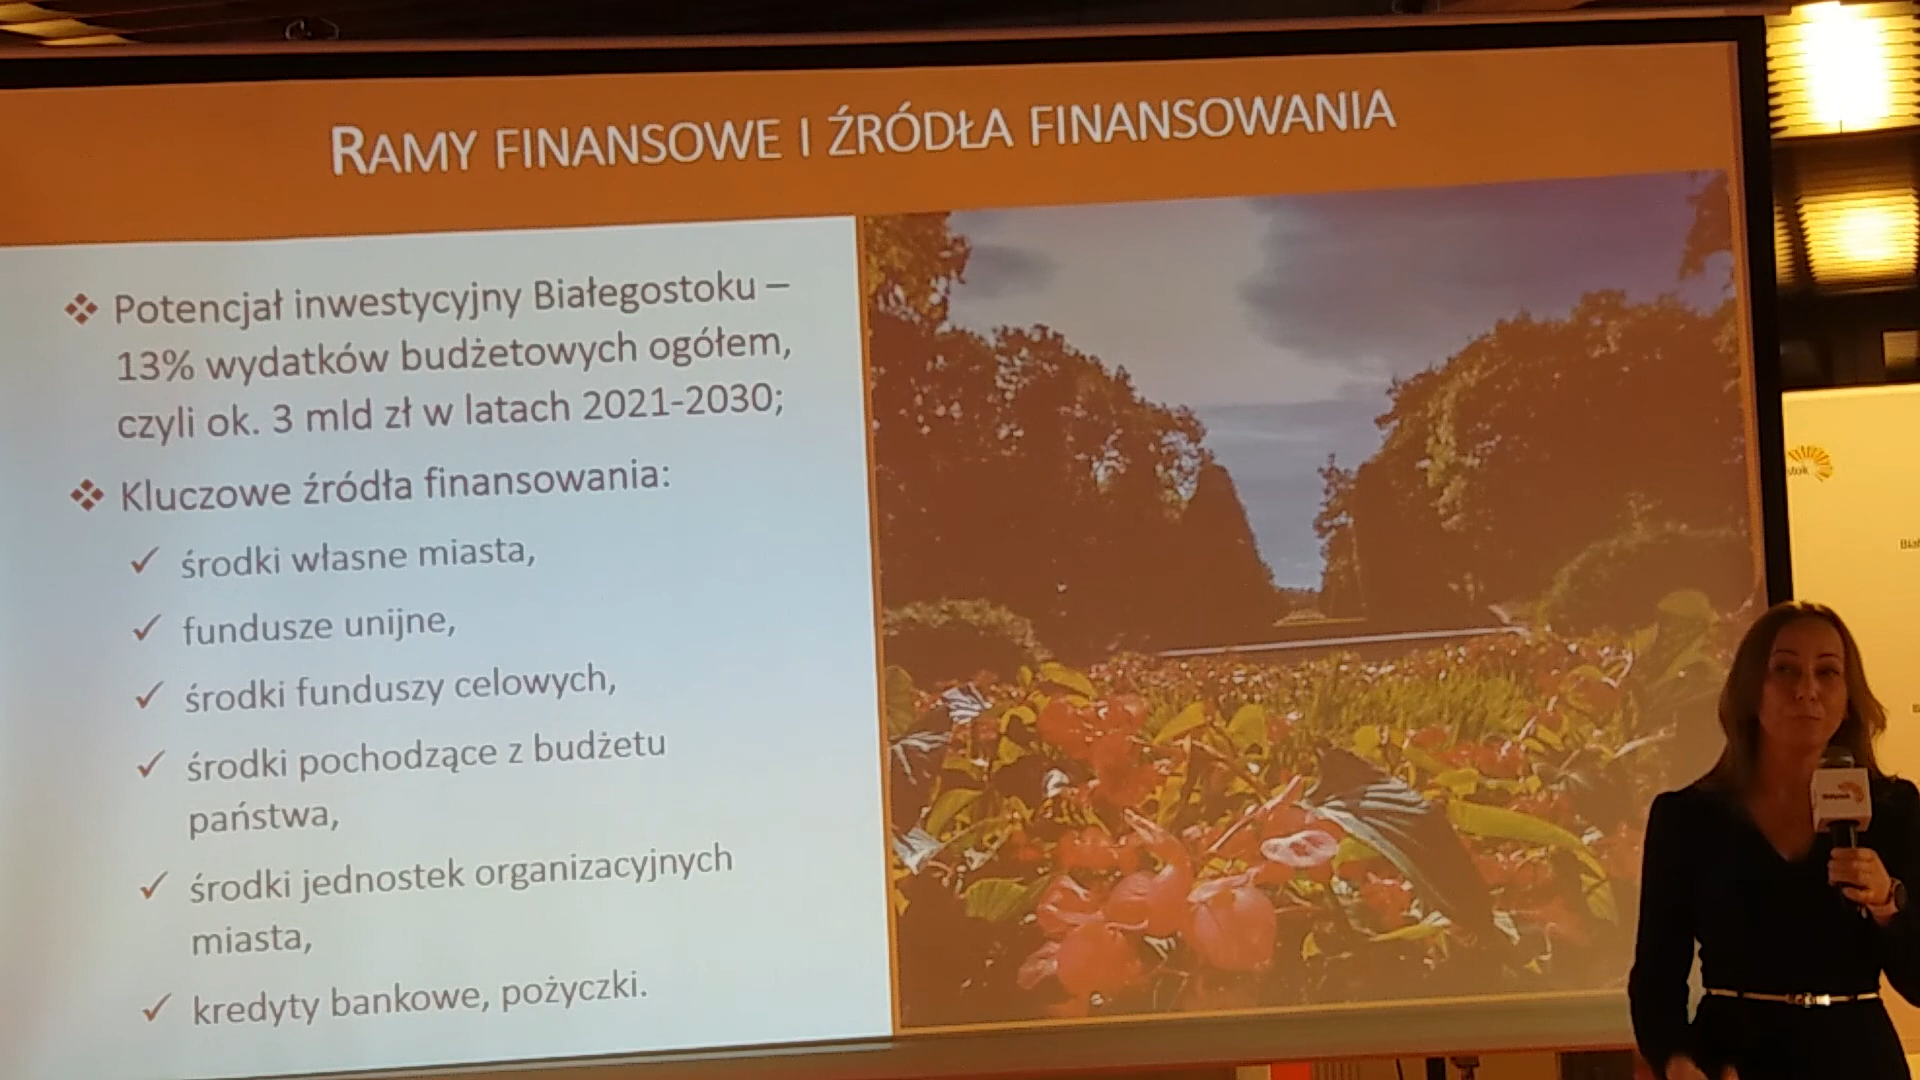 RAMY FINANSOWE I ŹRÓDŁA FINANSOWANIA
❖ Potencjał inwestycyjny Białegostoku –
13% wydatków budżetowych ogółem,
czyli ok. 3 mld zł w latach 2021-2030;
❖ Kluczowe źródła finansowania:
✓ środki własne miasta,
✓ fundusze unijne,
✓ środki funduszy celowych,
✓ środki pochodzące z budżetu
państwa,
✓ środki jednostek organizacyjnych
miasta,
✓ kredyty bankowe, pożyczki.